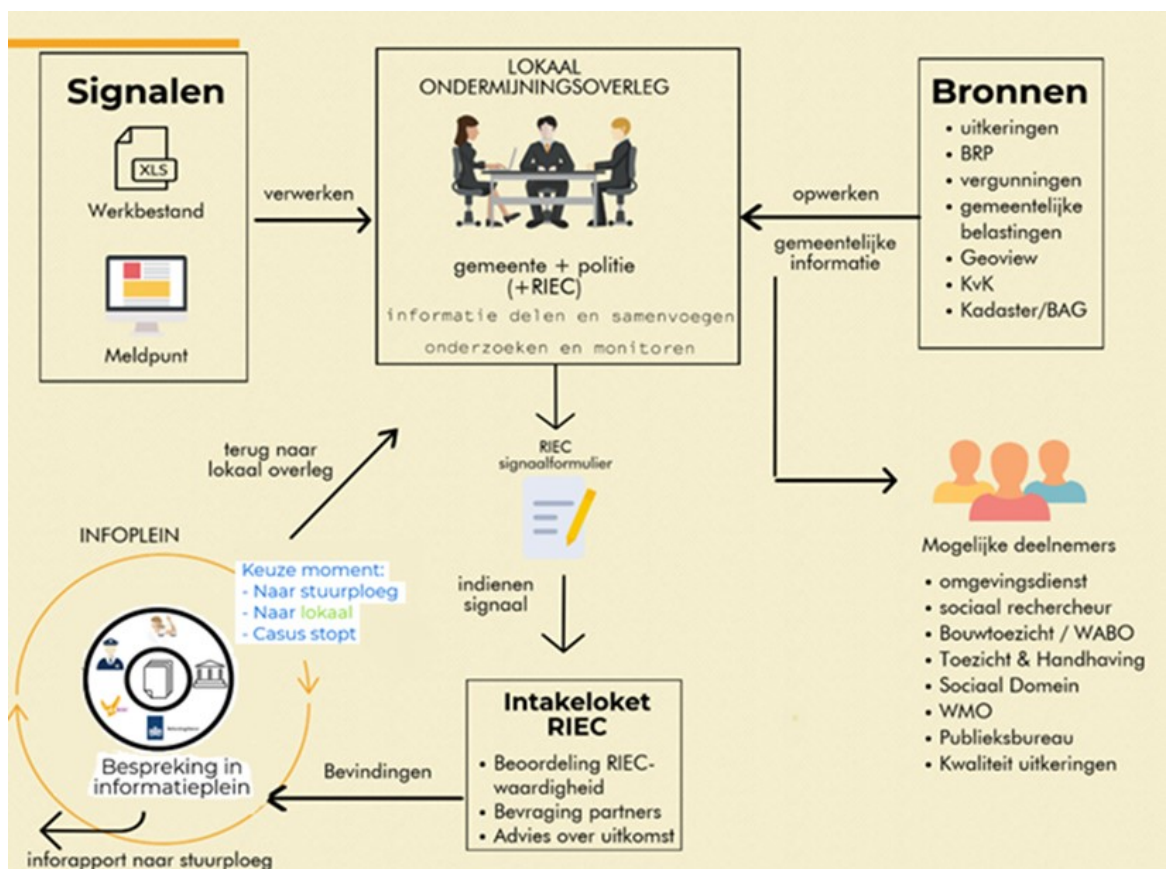 Signalen
XLS
Werkbestand
Meldpunt
verwerken
LOKAAL
ONDERMIJNINGSOVERLEG
gemeente + politie
(+RIEC)
informatie delen en samenvoegen
onderzoeken en monitoren
opwerken
gemeentelijke
informatie
Bronnen
• uitkeringen
• BRP
• vergunningen
• gemeentelijke
belastingen
• Geoview
• KvK
• Kadaster/BAG
terug naar
lokaal overleg
RIEC
signaalformulier
indienen
signaal
Mogelijke deelnemers
• omgevingsdienst
• sociaal rechercheur
• Bouwtoezicht / WABO
• Toezicht & Handhaving
• Sociaal Domein
• WMO
• Publieksbureau
• Kwaliteit uitkeringen
INFOPLEIN
Keuze moment:
- Naar stuurploeg
- Naar lokaal
- Casus stopt
Bespreking in
informatieplein
Bevindingen
Intakeloket
RIEC
• Beoordeling RIEC-
waardigheid
• Bevraging partners
• Advies over uitkomst
inforapport naar stuurploeg